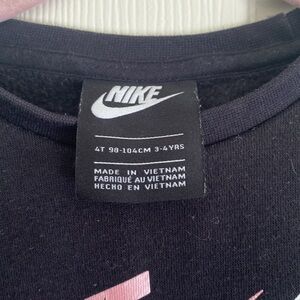 NIKE
4T 98-104CM 3-4YRS
MADE IN VIETNAM
FABRIQUÉ AU VIETNAM
HECHO EN VIETNAM